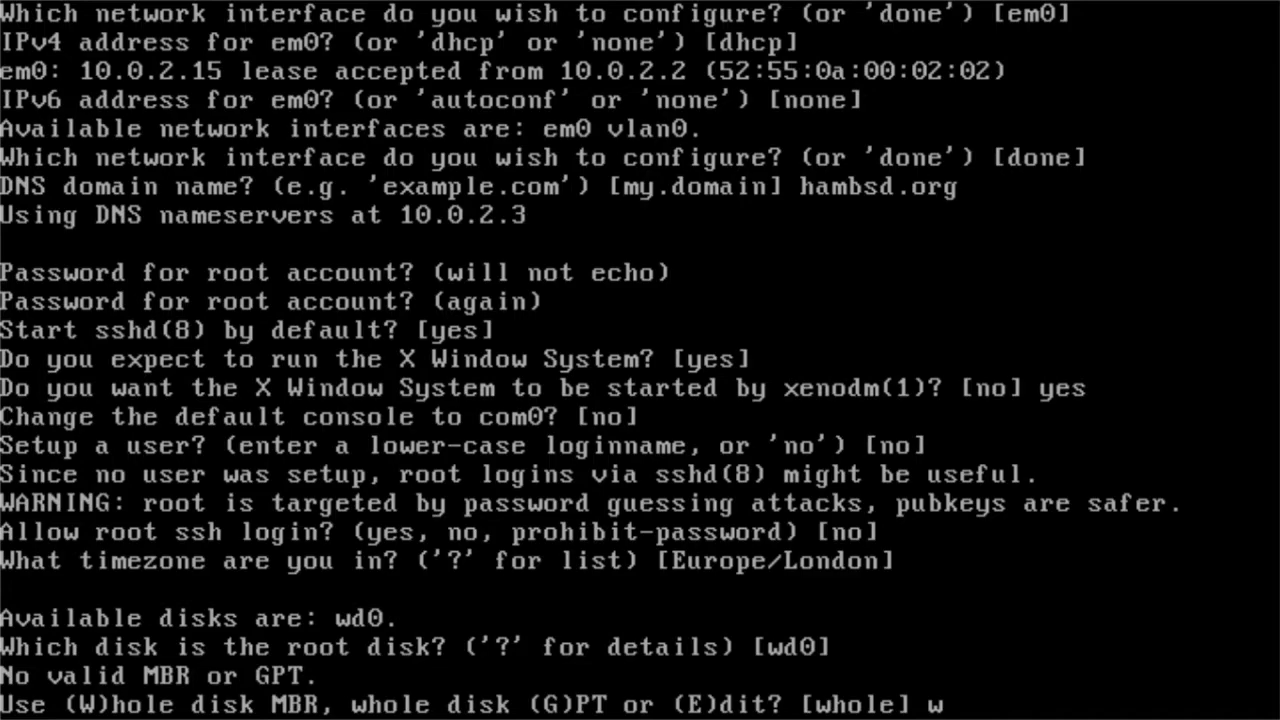 Which network interface do you wish to configure? (or 'done') [em0]
IPv4 address for em0? (or 'dhcp' or 'none') [dhcp]
em0: 10.0.2.15 lease accepted from 10.0.2.2 (52:55:0a:00:02:02)
IPv6 address for em0? (or 'autoconf' or 'none') [none]
Available network interfaces are: em0 vlan0.
Which network interface do you wish to configure? (or 'done') [done]
DNS domain name? (e.g. 'example.com') [my.domain] hambsd.org
Using DNS nameservers at 10.0.2.3
Password for root account? (will not echo)
Password for root account? (again)
Start sshd(8) by default? [yes]
Do you expect to run the X Window System? [yes]
Do you want the X Window System to be started by xenodm(1)? [no] yes
Change the default console to com0? [no]
Setup a user? (enter a lower-case loginname, or 'no') [no]
Since no user was setup, root logins via sshd(8) might be useful.
WARNING: root is targeted by password guessing attacks, pubkeys are safer.
Allow root ssh login? (yes, no, prohibit-password) [no]
What timezone are you in? ('?' for list) [Europe/London]
Available disks are: wd0.
Which disk is the root disk? ('?' for details) [wd0]
No valid MBR or GPT.
Use (W)hole disk MBR, whole disk (G)PT or (E)dit? [whole] w